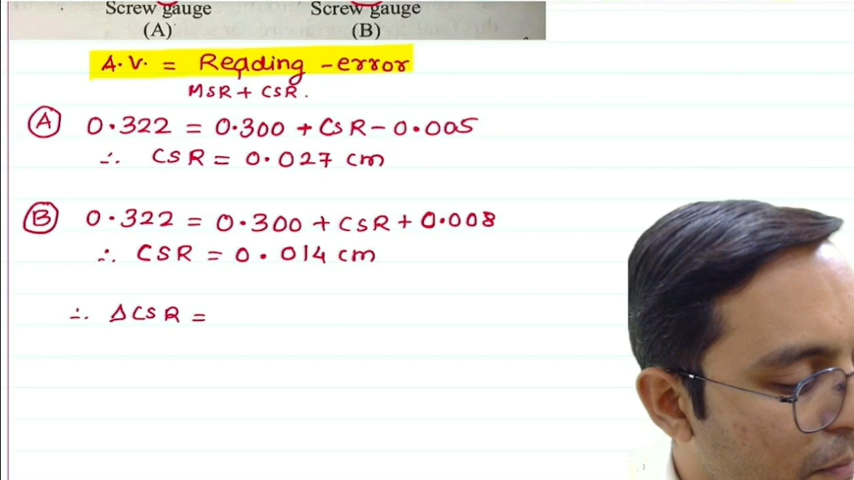 Screw gauge Screw gauge
(A) (B)
A.V. = Reading - error
MSR + CSR.
(A) 0.322 = 0.300 + CSR - 0.005
∴ CSR = 0.027 cm
(B) 0.322 = 0.300 + CSR + 0.008
∴ CSR = 0.014 cm
∴ ΔCSR =